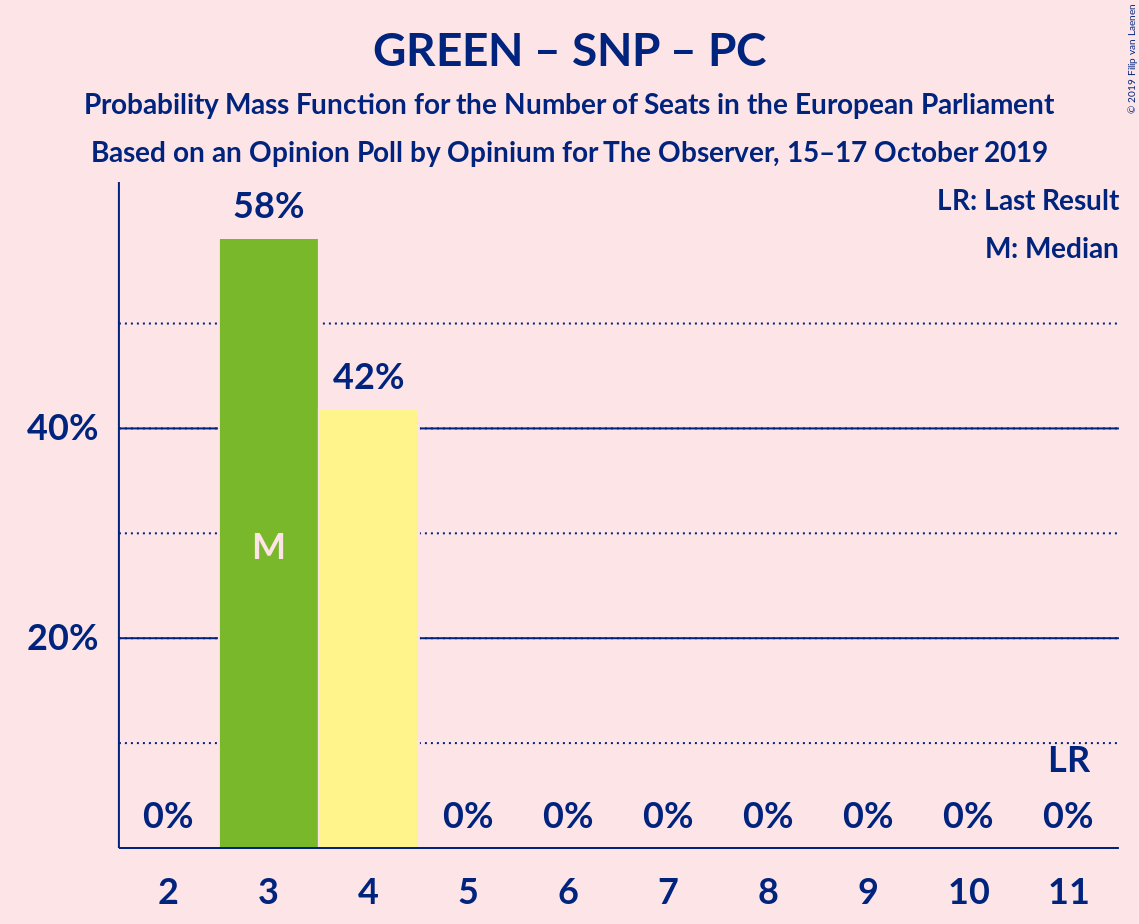 GREEN – SNP – PC
Probability Mass Function for the Number of Seats in the European Parliament
Based on an Opinion Poll by Opinium for The Observer, 15–17 October 2019
© 2019 Filip van Laenen
LR: Last Result
M: Median
58%
42%
40%
20%
M
LR
0% 0% 0% 0% 0% 0% 0% 0%
2 3 4 5 6 7 8 9 10 11